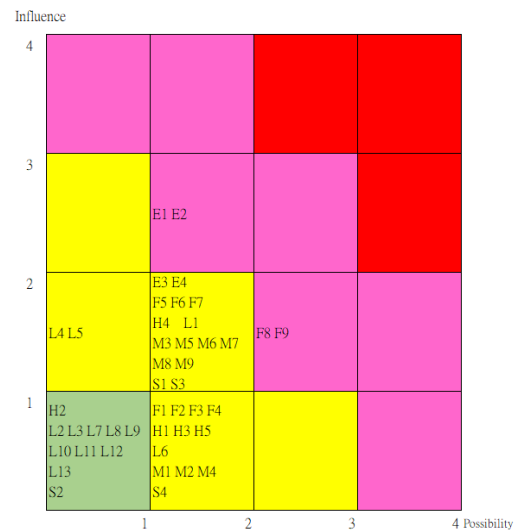 Influence
4
3
E1 E2
2
E3 E4
F5 F6 F7
H4 L1
M3 M5 M6 M7
M8 M9
S1 S3
L4 L5
F8 F9
1
H2
L2 L3 L7 L8 L9
L10 L11 L12
L13
S2
F1 F2 F3 F4
H1 H3 H5
L6
M1 M2 M4
S4
1 2 3 4 Possibility